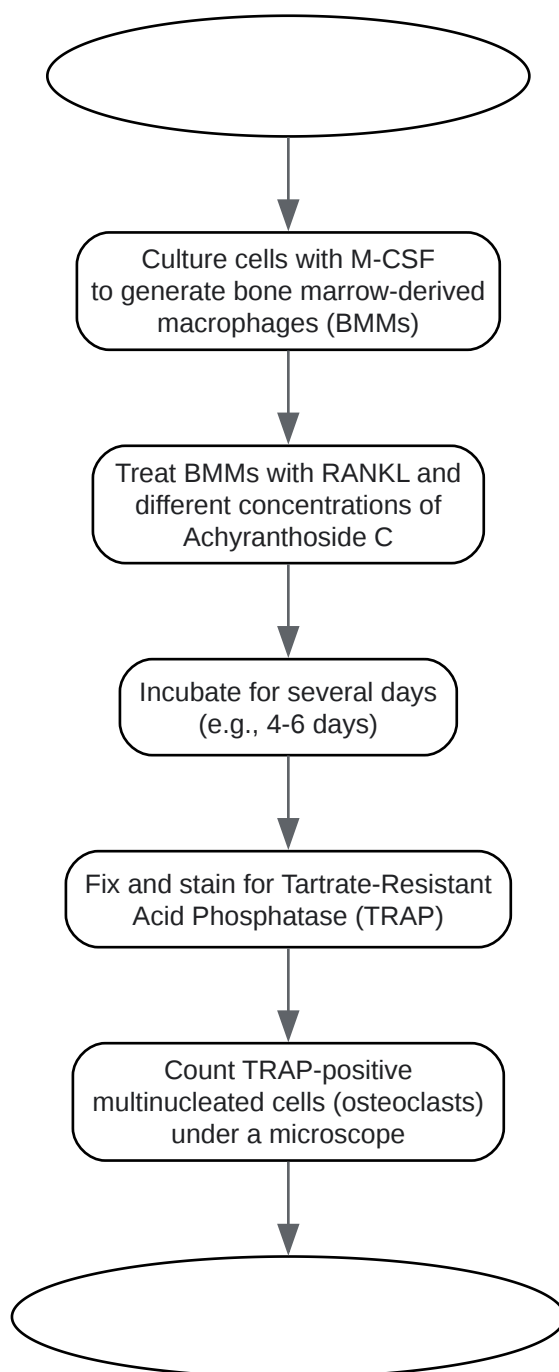 Culture cells with M-CSF
to generate bone marrow-derived
macrophages (BMMs)
Treat BMMs with RANKL and
different concentrations of
Achyranthoside C
Incubate for several days
(e.g., 4-6 days)
Fix and stain for Tartrate-Resistant
Acid Phosphatase (TRAP)
Count TRAP-positive
multinucleated cells (osteoclasts)
under a microscope